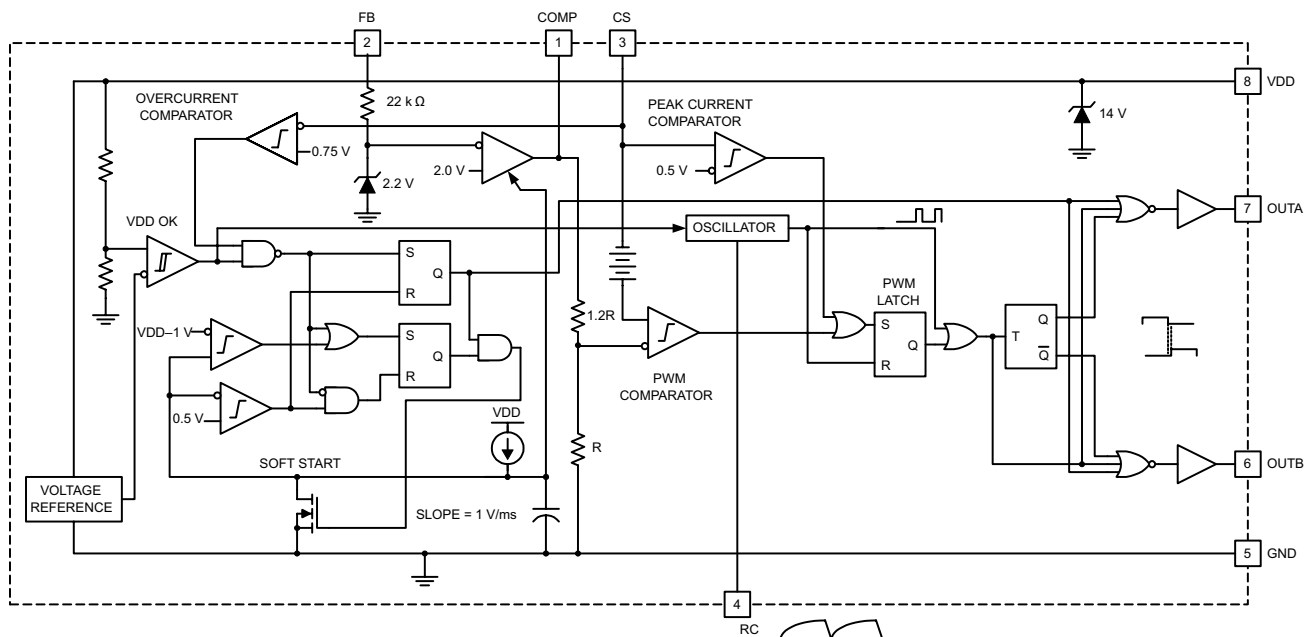 FB
COMP
CS
2
1
3
8
VDD
OVERCURRENT
COMPARATOR
22 k Ω
PEAK CURRENT
COMPARATOR
14 V
0.75 V
2.2 V
2.0 V
0.5 V
VDD OK
OSCILLATOR
7
OUTA
S
Q
R
PWM
LATCH
1.2R
VDD–1 V
S
Q
R
S
Q
R
T
Q
Q
PWM
COMPARATOR
0.5 V
VDD
R
SOFT START
6
OUTB
VOLTAGE
REFERENCE
SLOPE = 1 V/ms
5
GND
4
RC